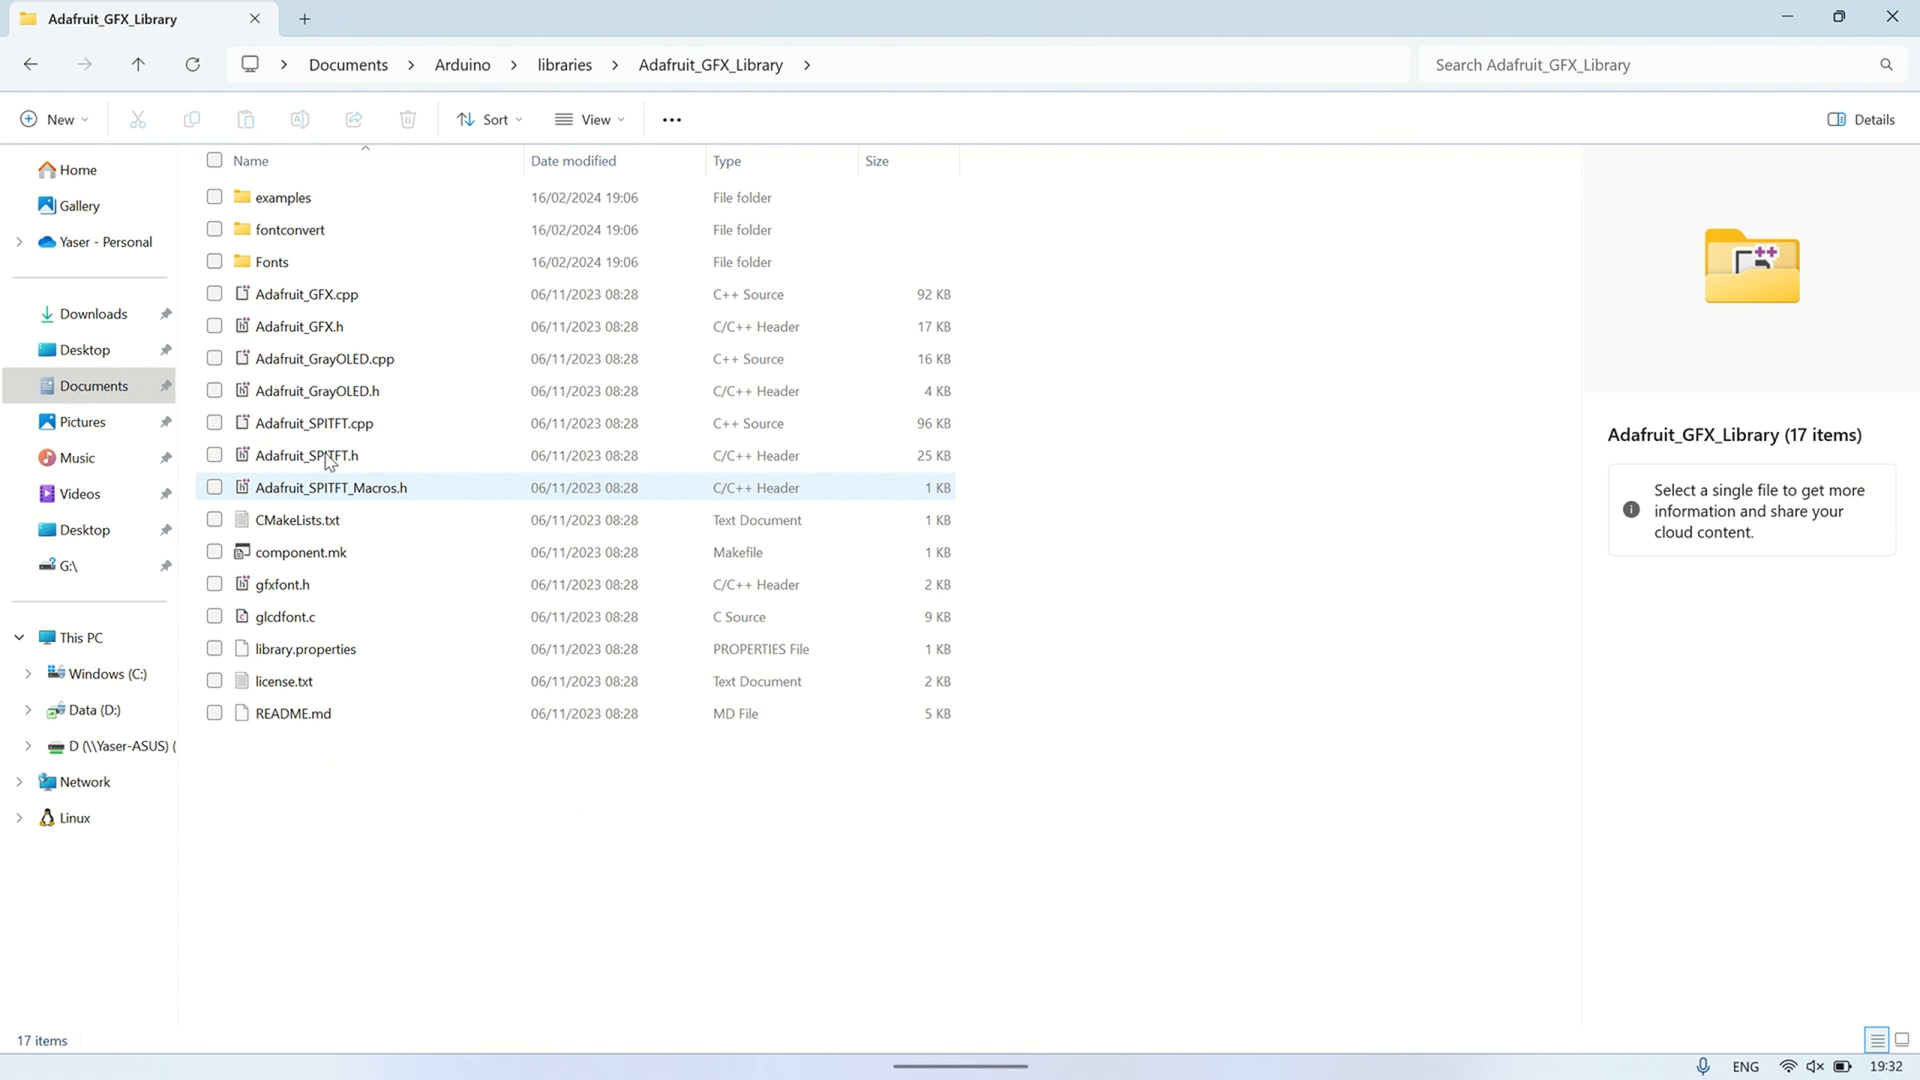 Adafruit_GFX_Library
Documents Arduino libraries Adafruit_GFX_Library
Search Adafruit_GFX_Library
New Sort View Details
Home
Gallery
Yaser - Personal
Downloads
Desktop
Documents
Pictures
Music
Videos
Desktop
G:\
This PC
Windows (C:)
Data (D:)
D (\\Yaser-ASUS) (
Network
Linux
Name Date modified Type Size
examples 16/02/2024 19:06 File folder
fontconvert 16/02/2024 19:06 File folder
Fonts 16/02/2024 19:06 File folder
Adafruit_GFX.cpp 06/11/2023 08:28 C++ Source 92 KB
Adafruit_GFX.h 06/11/2023 08:28 C/C++ Header 17 KB
Adafruit_GrayOLED.cpp 06/11/2023 08:28 C++ Source 16 KB
Adafruit_GrayOLED.h 06/11/2023 08:28 C/C++ Header 4 KB
Adafruit_SPITFT.cpp 06/11/2023 08:28 C++ Source 96 KB
Adafruit_SPITFT.h 06/11/2023 08:28 C/C++ Header 25 KB
Adafruit_SPITFT_Macros.h 06/11/2023 08:28 C/C++ Header 1 KB
CMakeLists.txt 06/11/2023 08:28 Text Document 1 KB
component.mk 06/11/2023 08:28 Makefile 1 KB
gfxfont.h 06/11/2023 08:28 C/C++ Header 2 KB
glcdfont.c 06/11/2023 08:28 C Source 9 KB
library.properties 06/11/2023 08:28 PROPERTIES File 1 KB
license.txt 06/11/2023 08:28 Text Document 2 KB
README.md 06/11/2023 08:28 MD File 5 KB
Adafruit_GFX_Library (17 items)
Select a single file to get more
information and share your
cloud content.
17 items
ENG 19:32